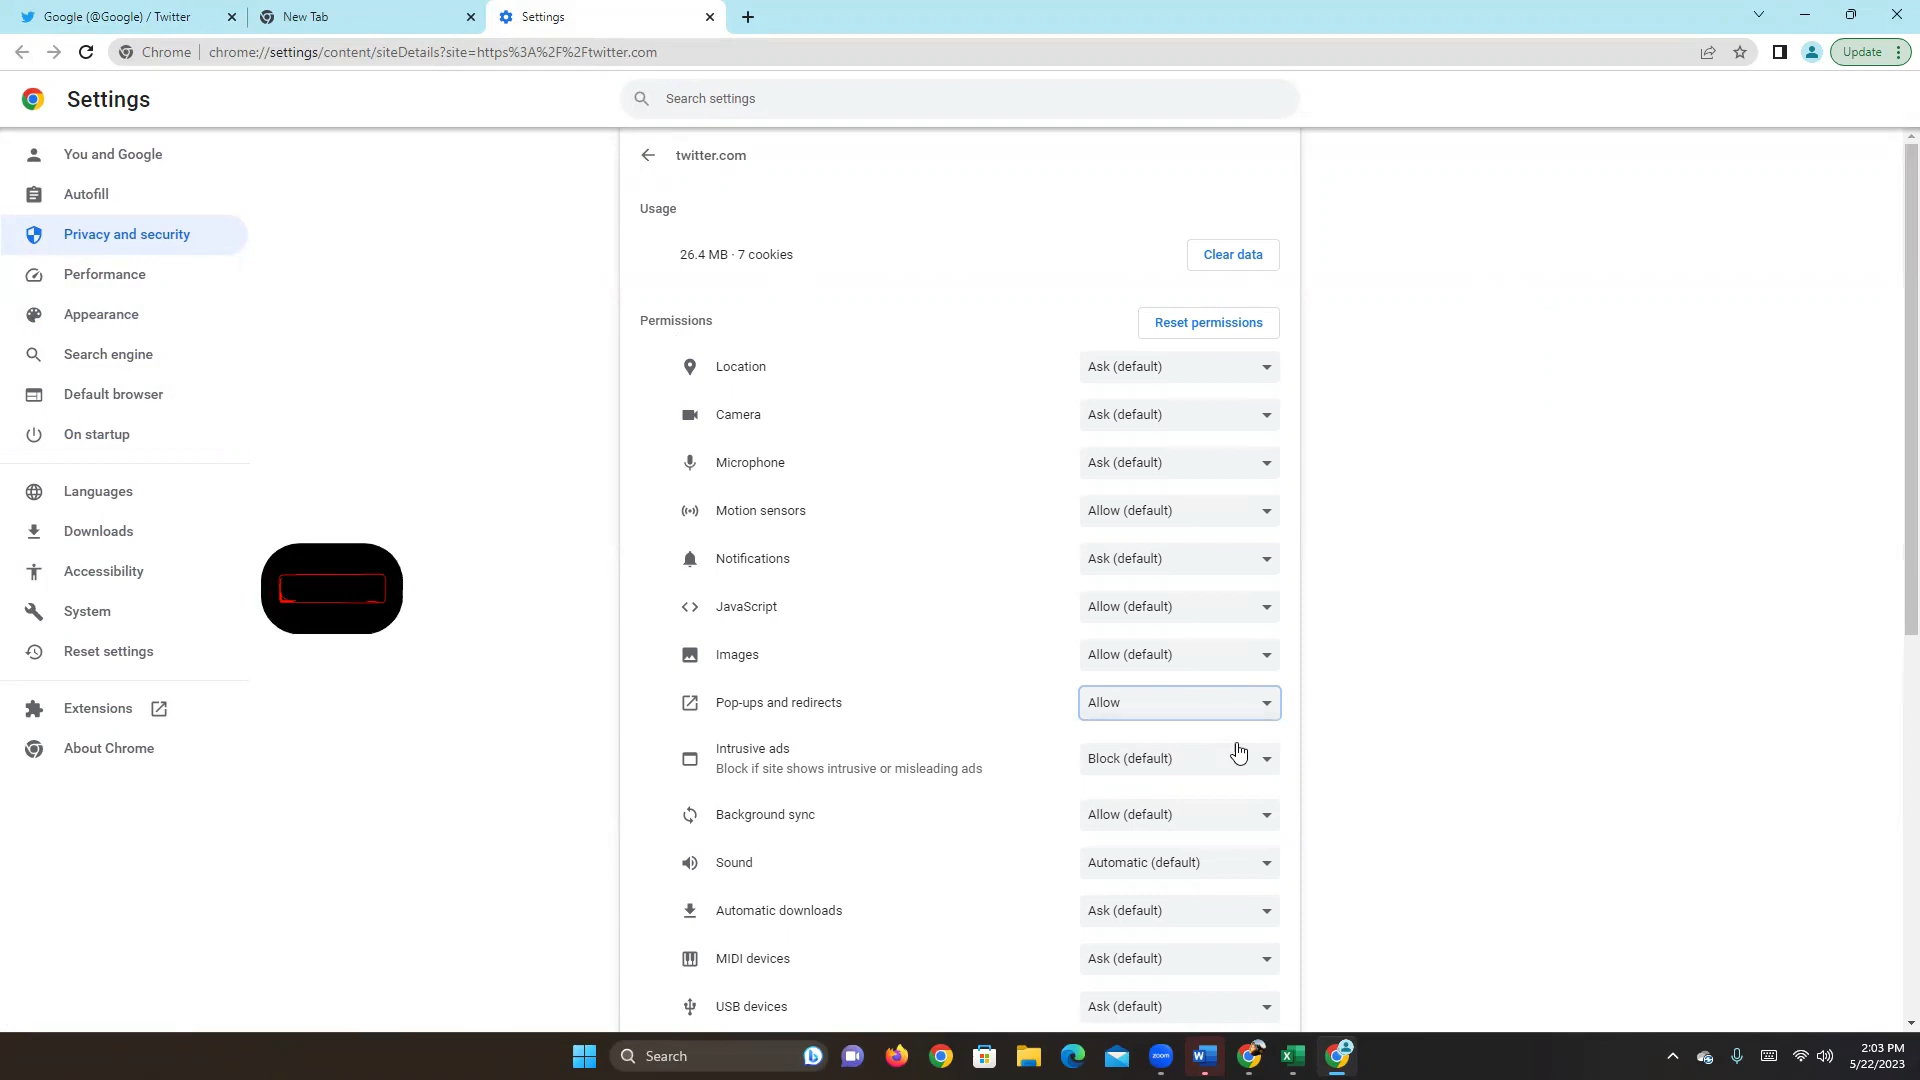 Google (@Google) / Twitter
New Tab
Settings
Chrome
chrome://settings/content/siteDetails?site=https%3A%2F%2Ftwitter.com
Update
Settings
Search settings
You and Google
Autofill
Privacy and security
Performance
Appearance
Search engine
Default browser
On startup
Languages
Downloads
Accessibility
System
Reset settings
Extensions
About Chrome
twitter.com
Usage
26.4 MB · 7 cookies
Clear data
Permissions
Reset permissions
Location
Ask (default)
Camera
Ask (default)
Microphone
Ask (default)
Motion sensors
Allow (default)
Notifications
Ask (default)
JavaScript
Allow (default)
Images
Allow (default)
Pop-ups and redirects
Allow
Intrusive ads
Block if site shows intrusive or misleading ads
Block (default)
Background sync
Allow (default)
Sound
Automatic (default)
Automatic downloads
Ask (default)
MIDI devices
Ask (default)
USB devices
Ask (default)
Search
zoom
2:03 PM
5/22/2023